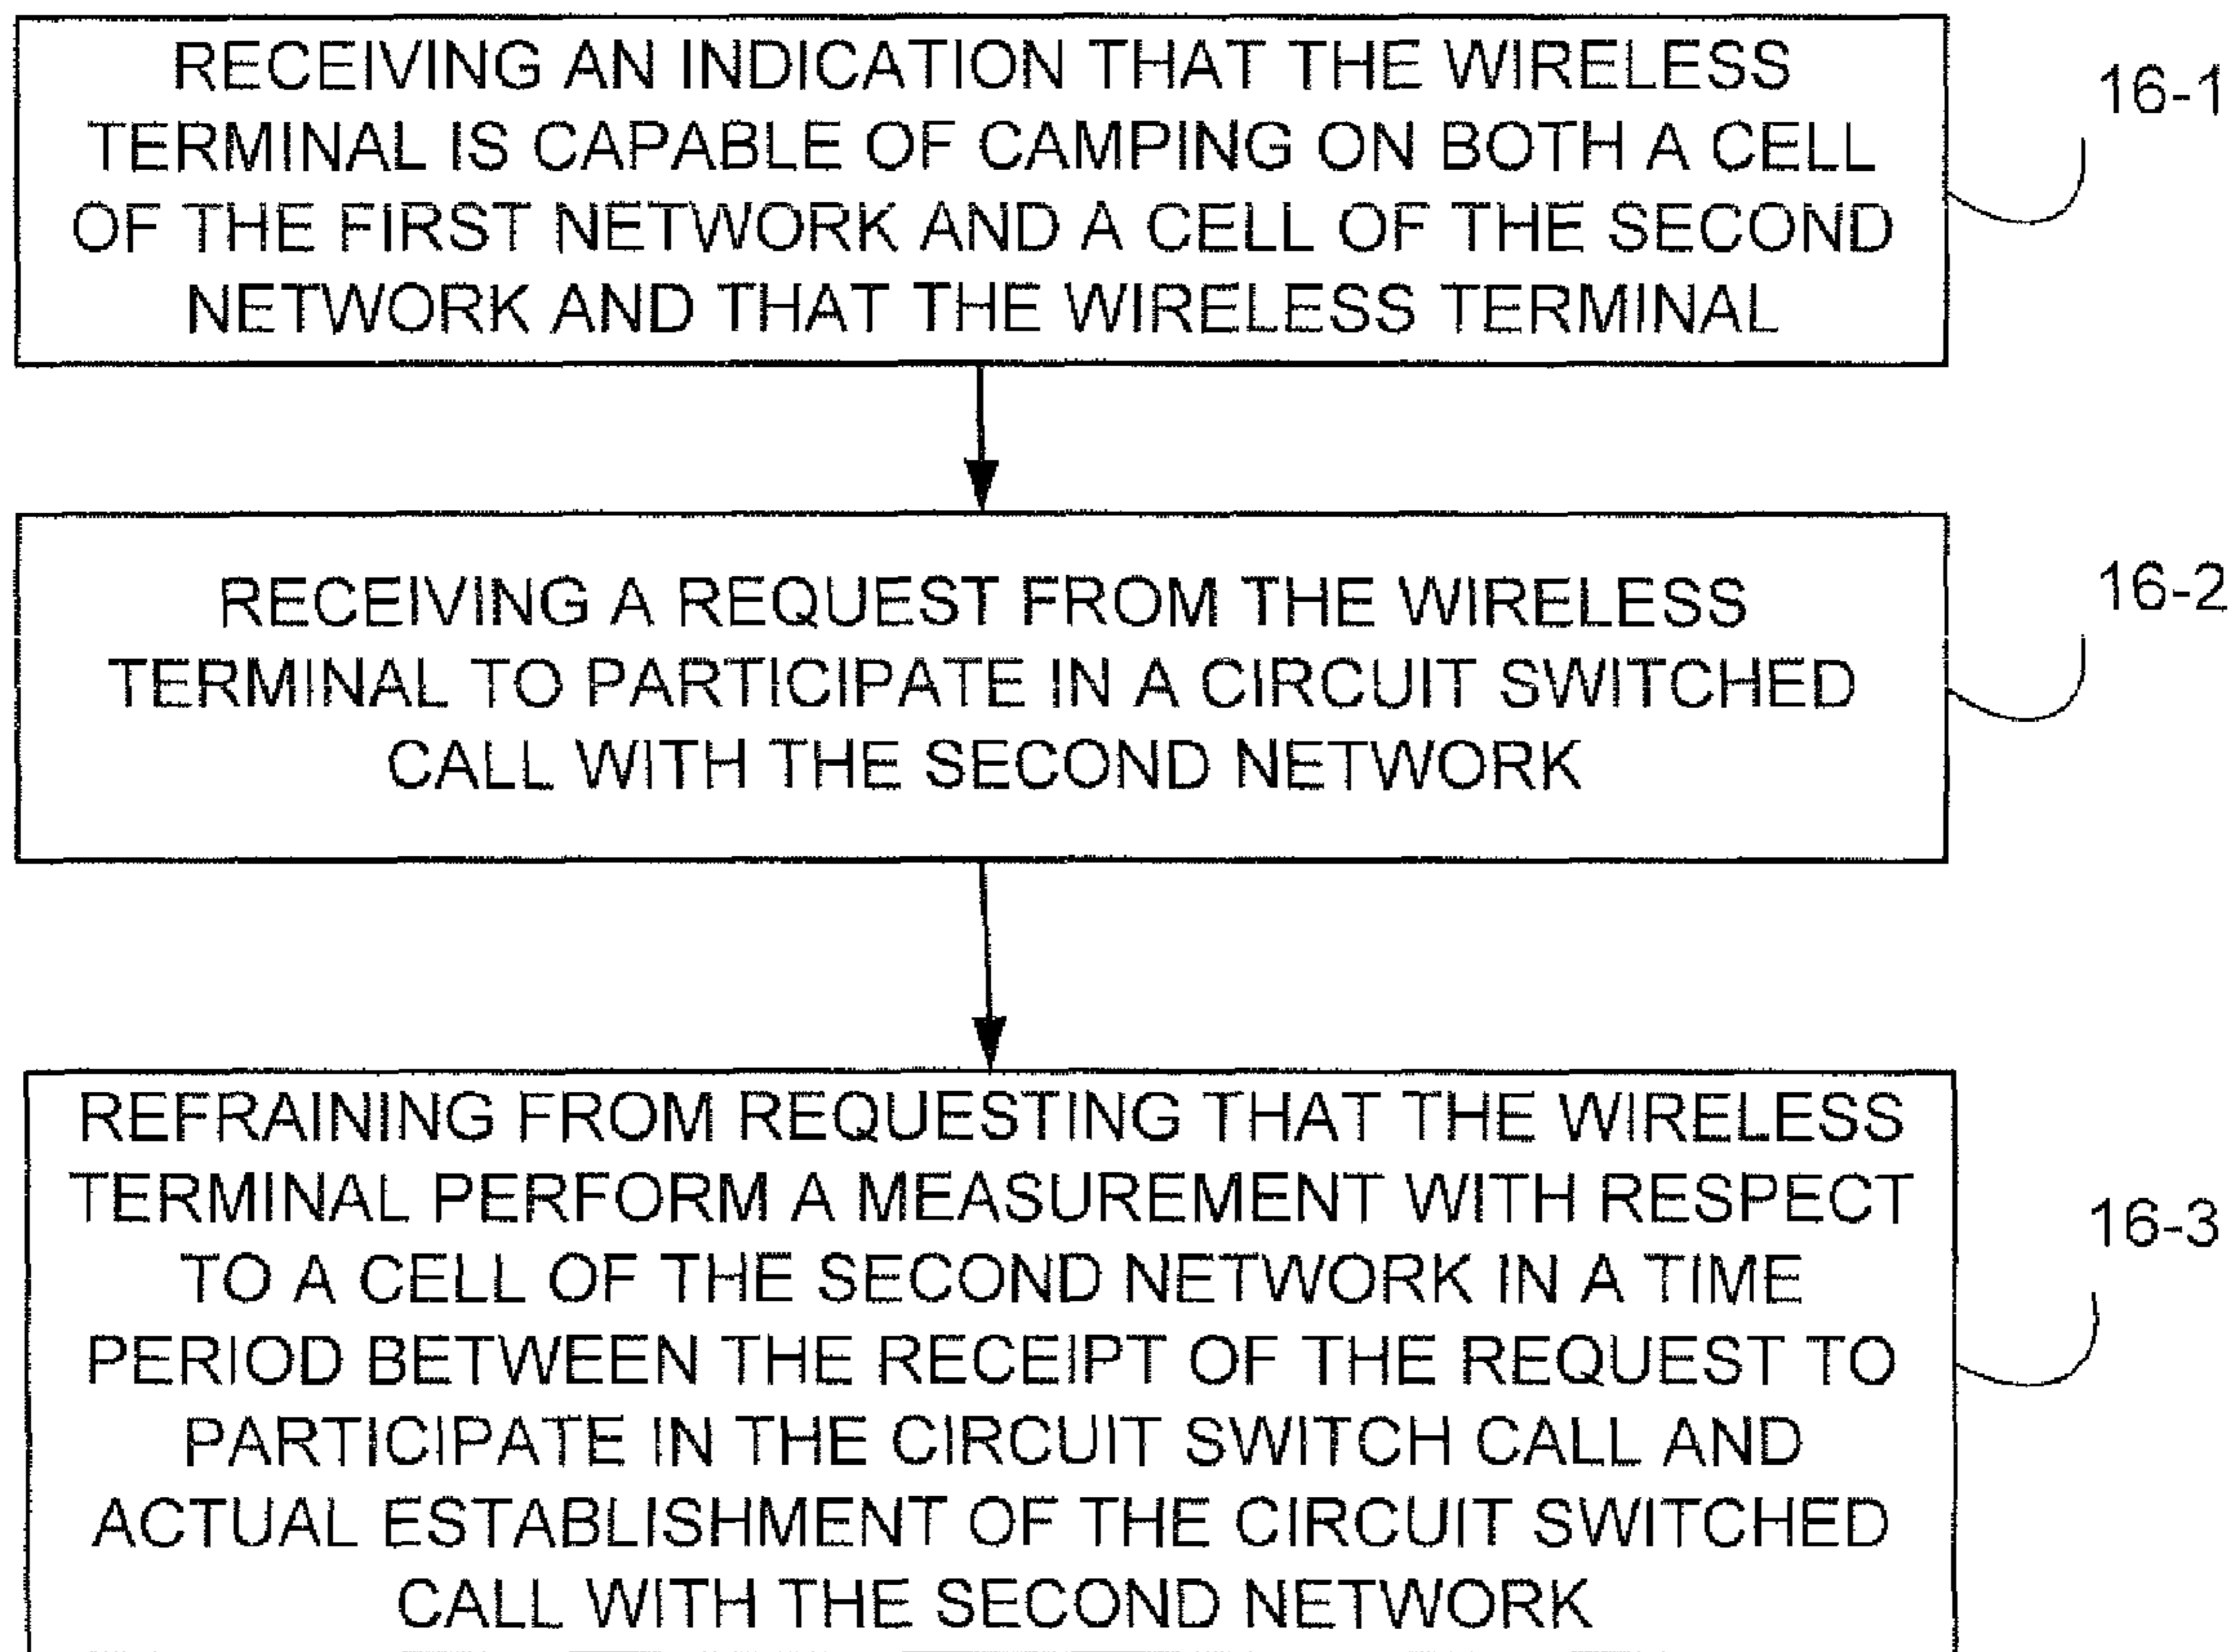 RECEIVING AN INDICATION THAT THE WIRELESS
TERMINAL IS CAPABLE OF CAMPING ON BOTH A CELL
OF THE FIRST NETWORK AND A CELL OF THE SECOND
NETWORK AND THAT THE WIRELESS TERMINAL
16-1
RECEIVING A REQUEST FROM THE WIRELESS
TERMINAL TO PARTICIPATE IN A CIRCUIT SWITCHED
CALL WITH THE SECOND NETWORK
16-2
REFRAINING FROM REQUESTING THAT THE WIRELESS
TERMINAL PERFORM A MEASUREMENT WITH RESPECT
TO A CELL OF THE SECOND NETWORK IN A TIME
PERIOD BETWEEN THE RECEIPT OF THE REQUEST TO
PARTICIPATE IN THE CIRCUIT SWITCH CALL AND
ACTUAL ESTABLISHMENT OF THE CIRCUIT SWITCHED
CALL WITH THE SECOND NETWORK
16-3